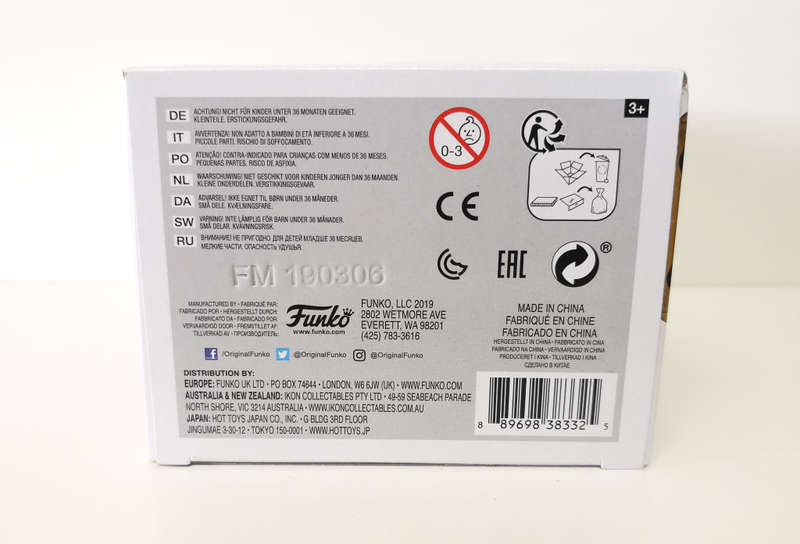 3+
DE ACHTUNG! NICHT FÜR KINDER UNTER 36 MONATEN GEEIGNET.
KLEINTEILE. ERSTICKUNGSGEFAHR.
IT AVVERTENZA! NON ADATTO A BAMBINI DI ETÀ INFERIORE A 36 MESI.
PICCOLE PARTI. RISCHIO DI SOFFOCAMENTO.
PO ATENÇÃO! CONTRA-INDICADO PARA CRIANÇAS COM MENOS DE 36 MESES.
PEQUENAS PARTES. RISCO DE ASFIXIA.
NL WAARSCHUWING! NIET GESCHIKT VOOR KINDEREN JONGER DAN 36 MAANDEN.
KLEINE ONDERDELEN. VERSTIKKINGSGEVAAR.
DA ADVARSEL! IKKE EGNET TIL BØRN UNDER 36 MÅNEDER.
SMÅ DELE. KVÆLNINGSFARE.
SW VARNING! INTE LÄMPLIG FÖR BARN UNDER 36 MÅNADER.
SMÅ DELAR. KVÄVNINGSRISK.
RU ВНИМАНИЕ! НЕ ПРИГОДНО ДЛЯ ДЕТЕЙ МЛАДШЕ 36 МЕСЯЦЕВ.
МЕЛКИЕ ЧАСТИ. ОПАСНОСТЬ УДУШЬЯ.
0-3
CE
EAC
®
FM 190306
MANUFACTURED BY • FABRIQUÉ PAR:
FABRICADO POR • HERGESTELLT DURCH:
FABBRICATO DA • FABRICADO POR:
VERVAARDIGD DOOR • FREMSTILLET AF:
TILLVERKAD AV • ПРОИЗВОДИТЕЛЬ:
Funko
www.funko.com
FUNKO, LLC 2019
2802 WETMORE AVE
EVERETT, WA 98201
(425) 783-3616
/OriginalFunko @OriginalFunko @OriginalFunko
MADE IN CHINA
FABRIQUÉ EN CHINE
FABRICADO EN CHINA
HERGESTELLT IN CHINA • FABBRICATO IN CINA
FABRICADO NA CHINA • VERVAARDIGD IN CHINA
PRODUCERET I KINA • TILLVERKAD I KINA
СДЕЛАНО В КИТАЕ
DISTRIBUTION BY:
EUROPE: FUNKO UK LTD • PO BOX 74644 • LONDON, W6 6JW (UK) • WWW.FUNKO.COM
AUSTRALIA & NEW ZEALAND: IKON COLLECTABLES PTY LTD • 49-59 SEABEACH PARADE
NORTH SHORE, VIC 3214 AUSTRALIA • WWW.IKONCOLLECTABLES.COM.AU
JAPAN: HOT TOYS JAPAN CO., INC. • G BLDG 3RD FLOOR
JINGUMAE 3-30-12 • TOKYO 150-0001 • WWW.HOTTOYS.JP
8 89698 38332 5